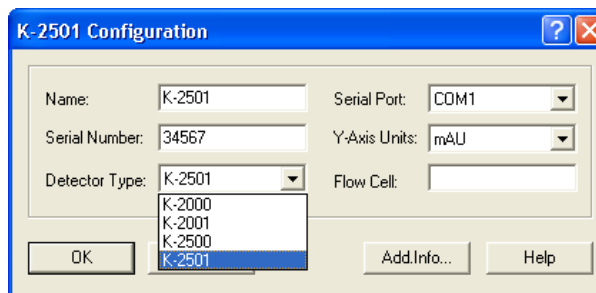 K-2501 Configuration
Name: K-2501 Serial Port: COM1
Serial Number: 34567 Y-Axis Units: mAU
Detector Type: K-2501 Flow Cell:
K-2000
K-2001
K-2500
K-2501
OK Add.Info... Help